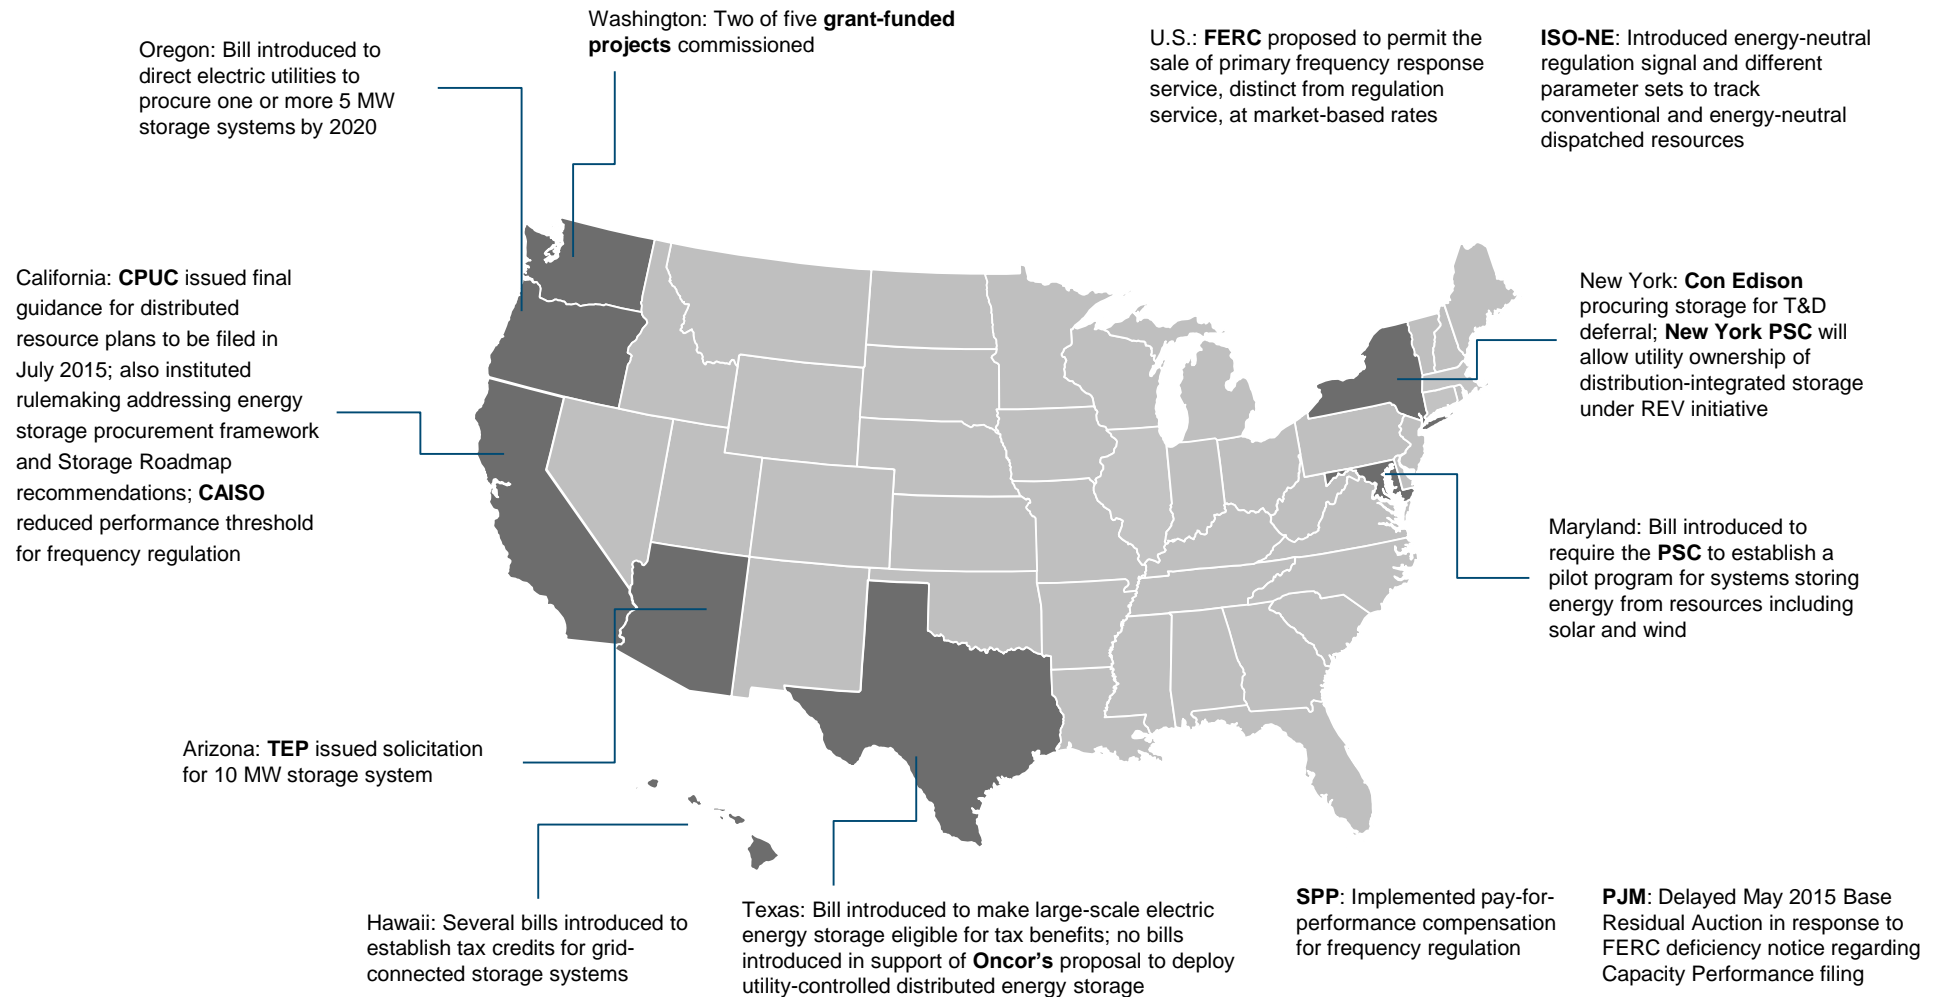 Washington: Two of five grant-funded
projects commissioned
Oregon: Bill introduced to
direct electric utilities to
procure one or more 5 MW
storage systems by 2020
U.S.: FERC proposed to permit the
sale of primary frequency response
service, distinct from regulation
service, at market-based rates
ISO-NE: Introduced energy-neutral
regulation signal and different
parameter sets to track
conventional and energy-neutral
dispatched resources
California: CPUC issued final
guidance for distributed
resource plans to be filed in
July 2015; also instituted
rulemaking addressing energy
storage procurement framework
and Storage Roadmap
recommendations; CAISO
reduced performance threshold
for frequency regulation
New York: Con Edison
procuring storage for T&D
deferral; New York PSC will
allow utility ownership of
distribution-integrated storage
under REV initiative
Maryland: Bill introduced to
require the PSC to establish a
pilot program for systems storing
energy from resources including
solar and wind
Arizona: TEP issued solicitation
for 10 MW storage system
Hawaii: Several bills introduced to
establish tax credits for grid-
connected storage systems
Texas: Bill introduced to make large-scale electric
energy storage eligible for tax benefits; no bills
introduced in support of Oncor's proposal to deploy
utility-controlled distributed energy storage
SPP: Implemented pay-for-
performance compensation
for frequency regulation
PJM: Delayed May 2015 Base
Residual Auction in response to
FERC deficiency notice regarding
Capacity Performance filing